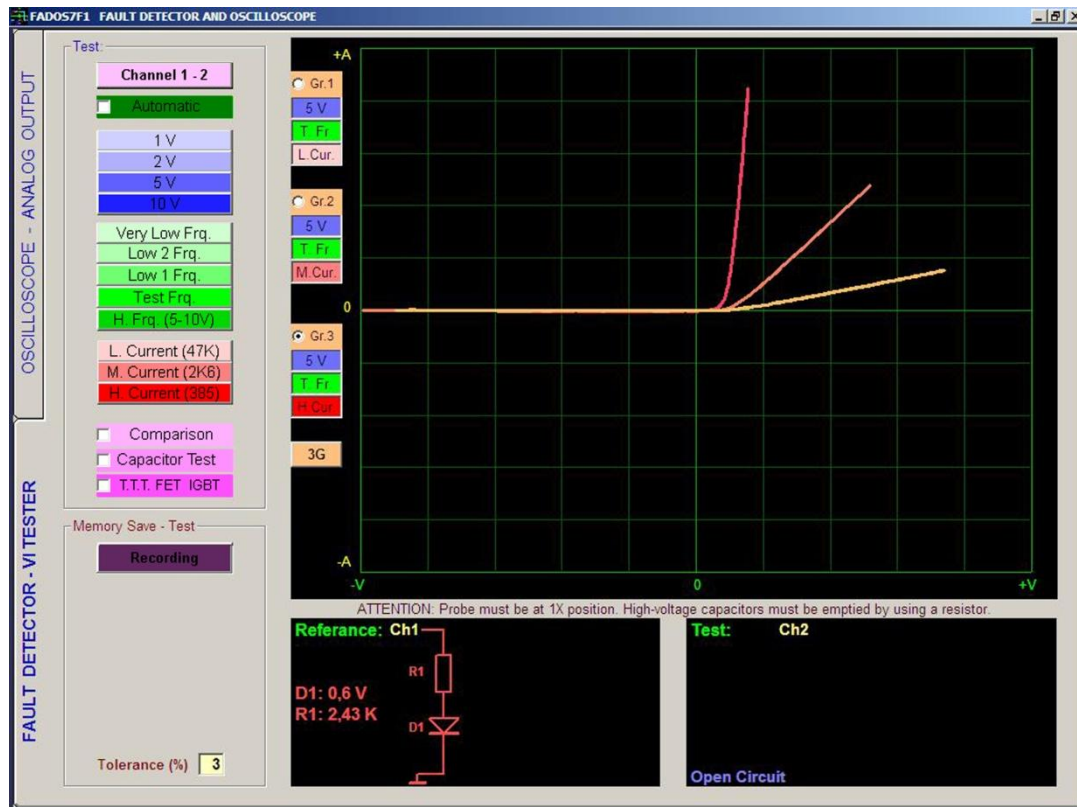 FADOS7F1 FAULT DETECTOR AND OSCILLOSCOPE
OSCILLOSCOPE - ANALOG OUTPUT
FAULT DETECTOR - VI TESTER
Test:
Channel 1 - 2
Automatic
1 V
2 V
5 V
10 V
Very Low Frq.
Low 2 Frq.
Low 1 Frq.
Test Frq.
H. Frq. (5-10V)
L. Current (47K)
M. Current (2K6)
H. Current (385)
Comparison
Capacitor Test
T.T.T. FET IGBT
Memory Save - Test
Recording
Tolerance (%) 3
+A
Gr.1
5 V
T. Fr
L.Cur.
Gr.2
5 V
T. Fr
M.Cur.
0
Gr.3
5 V
T. Fr
H.Cur
3G
-A
-V 0 +V
ATTENTION: Probe must be at 1X position. High-voltage capacitors must be emptied by using a resistor.
Referance: Ch1
R1
D1: 0,6 V
R1: 2,43 K
D1
Test: Ch2
Open Circuit